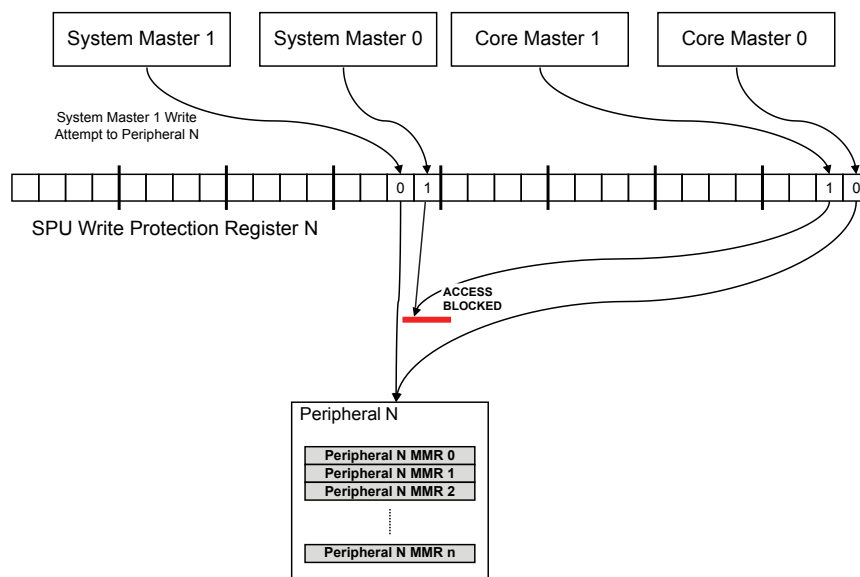 System Master 1
System Master 0
Core Master 1
Core Master 0
System Master 1 Write
Attempt to Peripheral N
0
1
1
0
SPU Write Protection Register N
ACCESS
BLOCKED
Peripheral N
Peripheral N MMR 0
Peripheral N MMR 1
Peripheral N MMR 2
Peripheral N MMR n